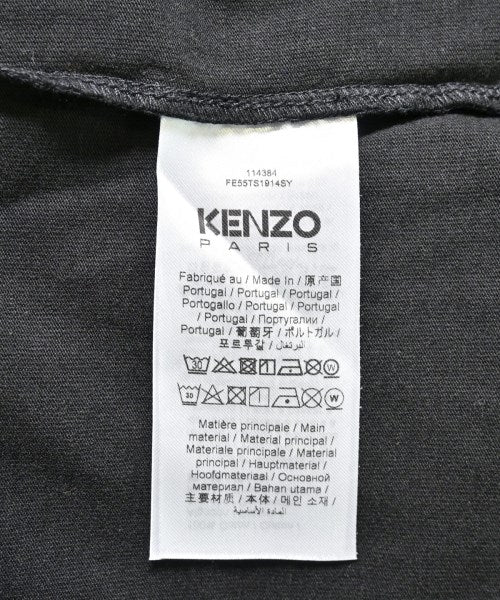 114384
FE55TS1914SY
KENZO
PARIS
Fabriqué au / Made In / 原产国
Portugal / Portugal / Portugal /
Portogallo / Portugal / Portugal
/ Portugal / Португалии /
Portugal / 葡萄牙 / ポルトガル /
포르투갈 / البرتغال
30 W
30 W
Matière principale / Main
material / Material principal /
Materiale principale / Material
principal / Hauptmaterial /
Hoofdmateriaal / Основной
материал / Bahan utama /
主要材质 / 本体 / 메인 소재 /
المادة الأساسية